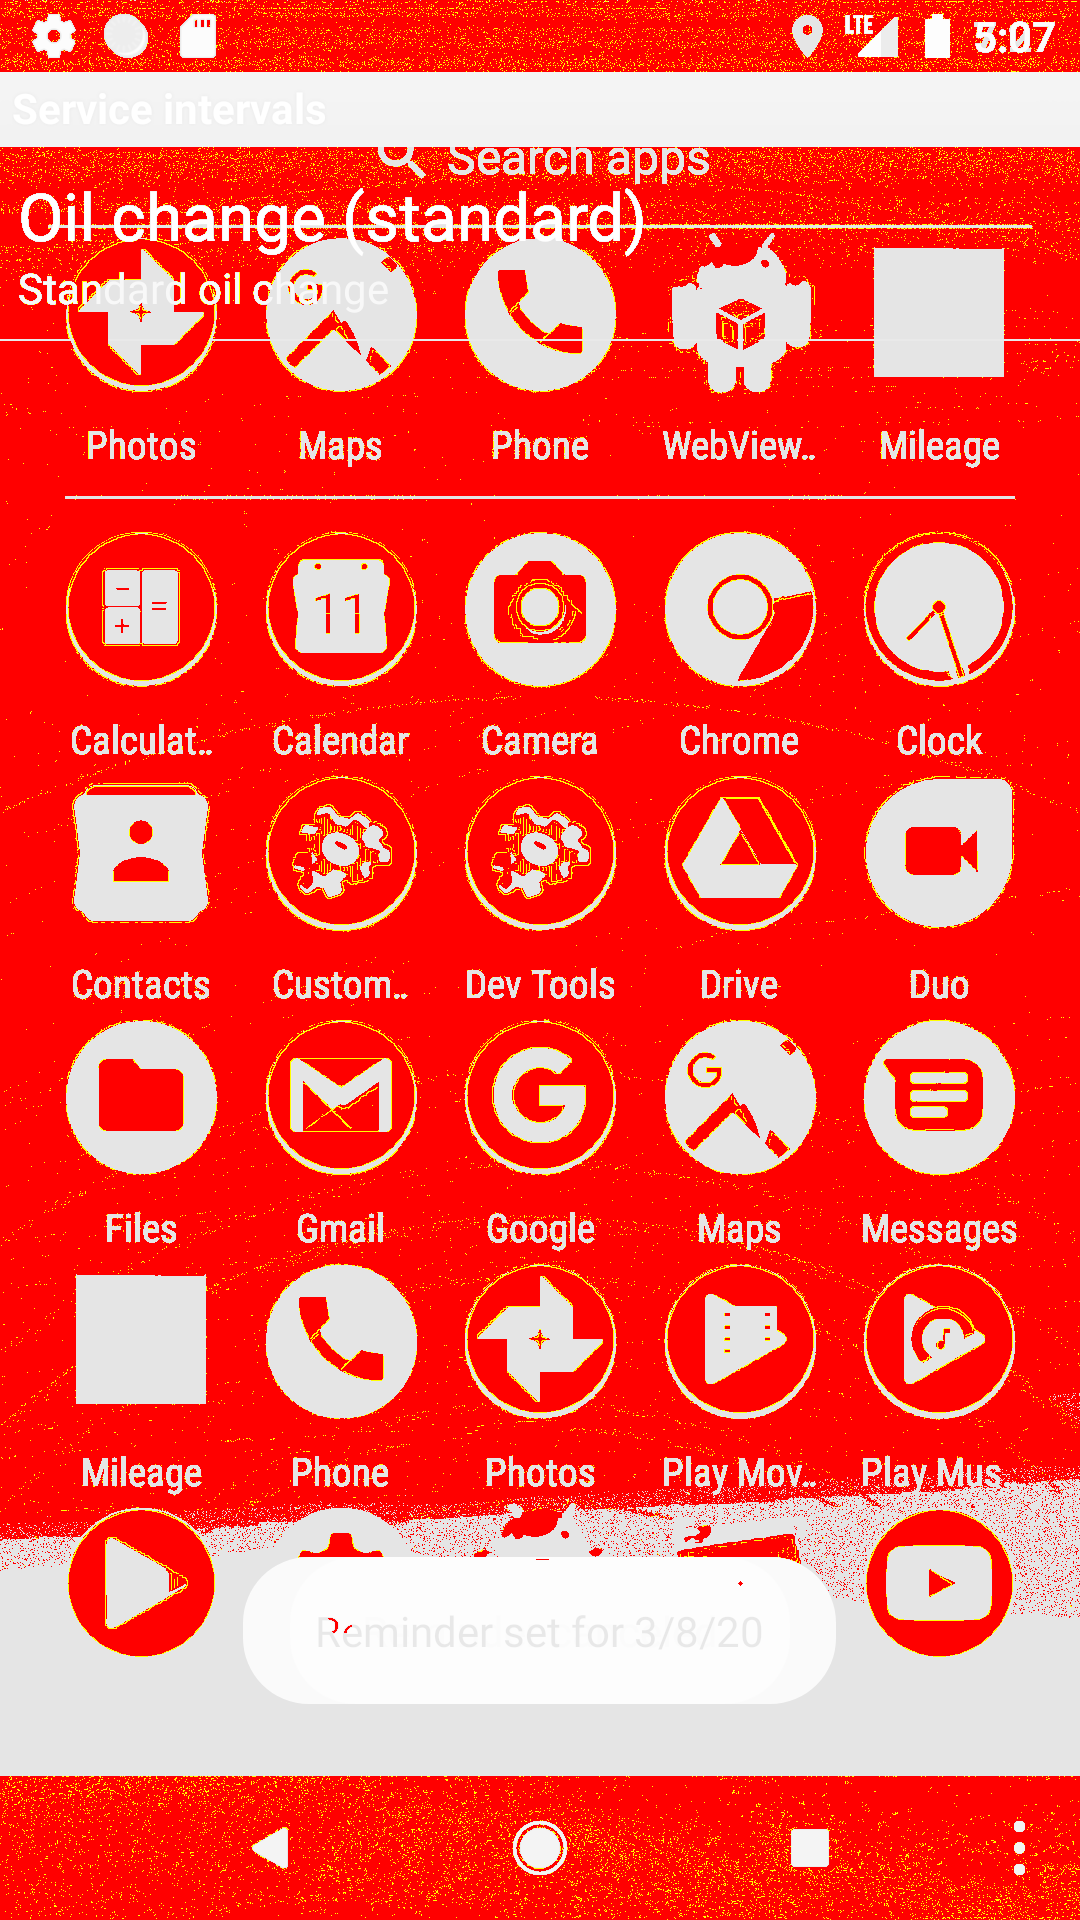 LTE
Service intervals
Search apps
Oil change (standard)
Standard oil change
Photos Maps Phone WebView.. Mileage
11
Calculat.. Calendar Camera Chrome Clock
Contacts Custom.. Dev Tools Drive Duo
G
Files Gmail Google Maps Messages
Mileage Phone Photos Play Mov.. Play Mus..
Reminder set for 3/8/20